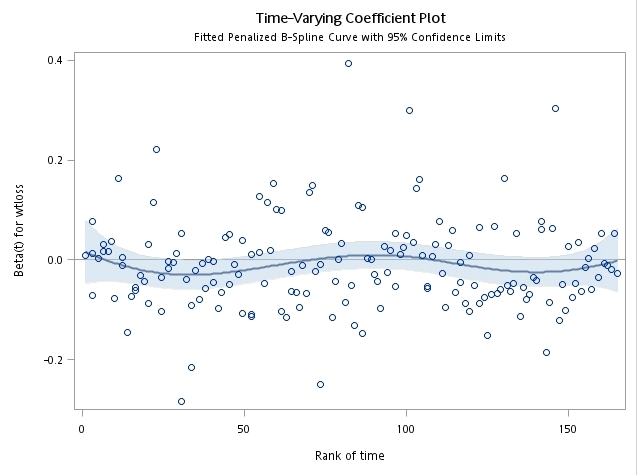 Time-Varying Coefficient Plot
Fitted Penalized B-Spline Curve with 95% Confidence Limits
0.4
0.2
0.0
-0.2
Beta(t) for wtloss
0
50
100
150
Rank of time